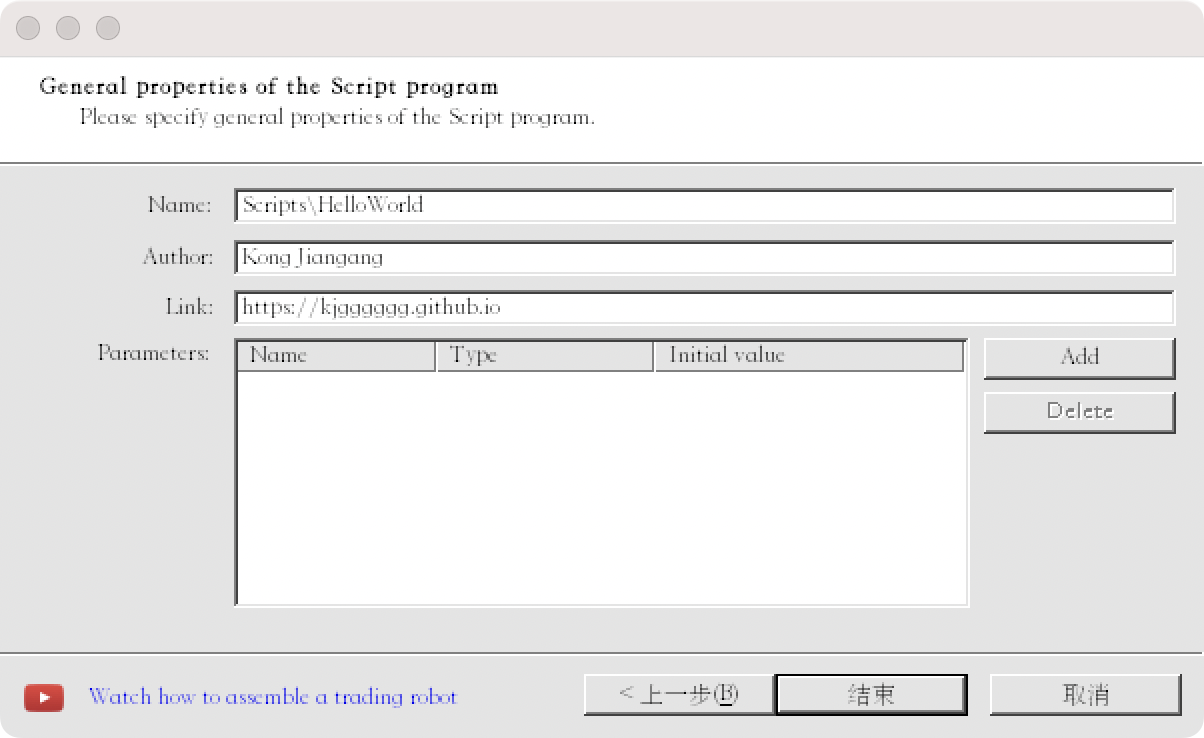 General properties of the Script program
Please specify general properties of the Script program.
Name: Scripts\HelloWorld
Author: Kong Jiangang
Link: https://kjgggggg.github.io
Parameters: Name Type Initial value Add
Delete
Watch how to assemble a trading robot < 上一步(B) 结束 取消